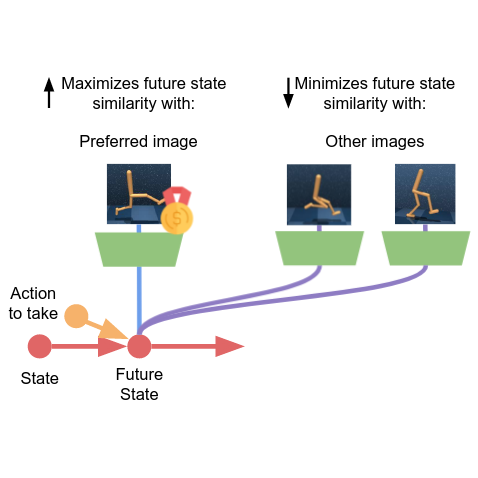 Maximizes future state
similarity with:
Minimizes future state
similarity with:
Preferred image
Other images
$
Action
to take
State
Future
State